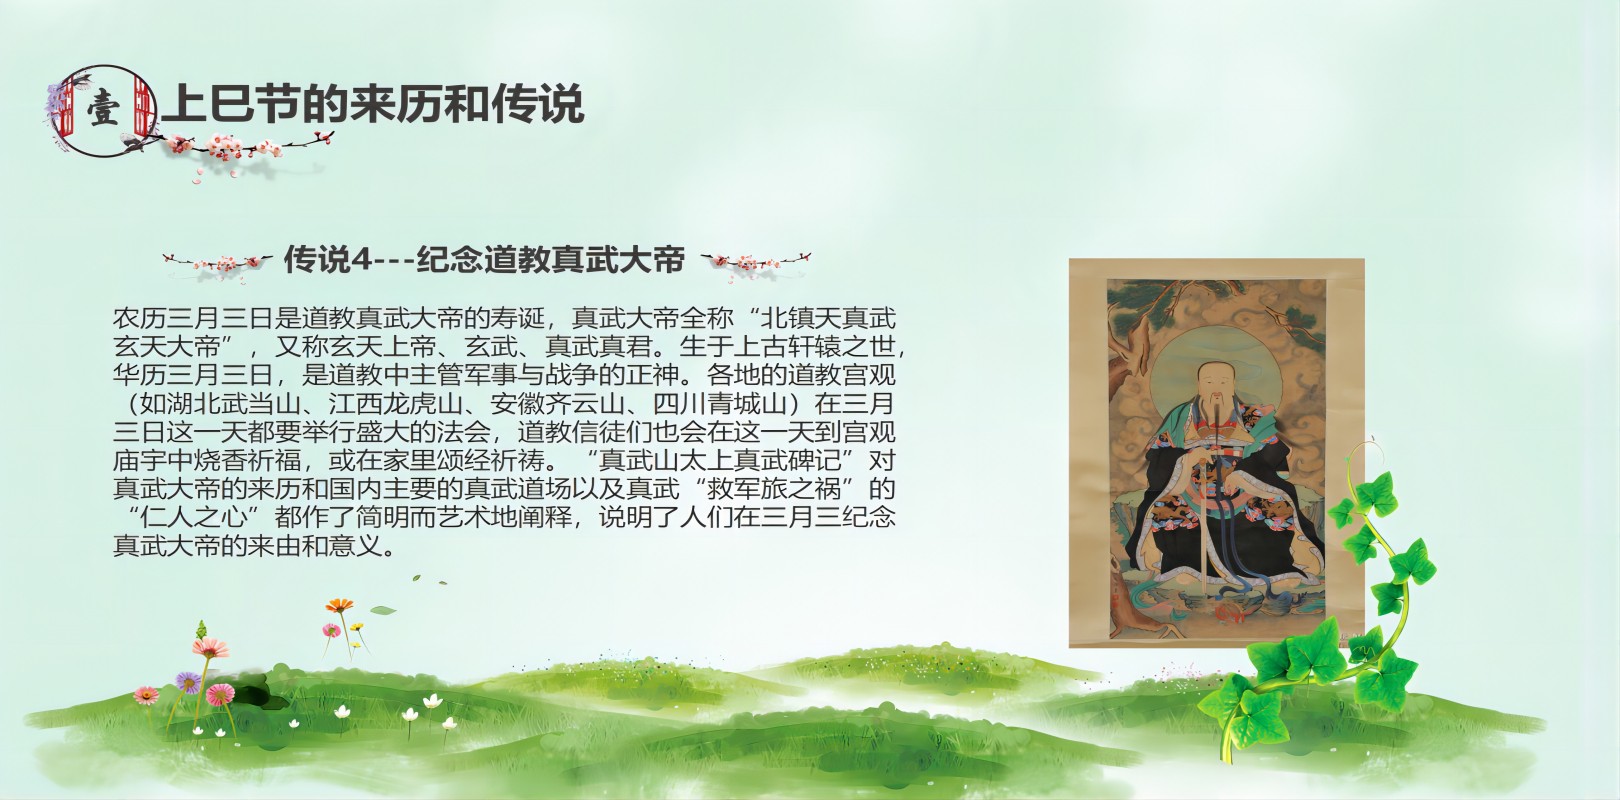 壹
上巳节的来历和传说
传说4---纪念道教真武大帝
农历三月三日是道教真武大帝的寿诞，真武大帝全称“北镇天真武
玄天大帝”，又称玄天上帝、玄武、真武真君。生于上古轩辕之世，
华历三月三日，是道教中主管军事与战争的正神。各地的道教宫观
（如湖北武当山、江西龙虎山、安徽齐云山、四川青城山）在三月
三日这一天都要举行盛大的法会，道教信徒们也会在这一天到宫观
庙宇中烧香祈福，或在家里颂经祈祷。“真武山太上真武碑记”对
真武大帝的来历和国内主要的真武道场以及真武“救军旅之祸”的
“仁人之心”都作了简明而艺术地阐释，说明了人们在三月三纪念
真武大帝的来由和意义。